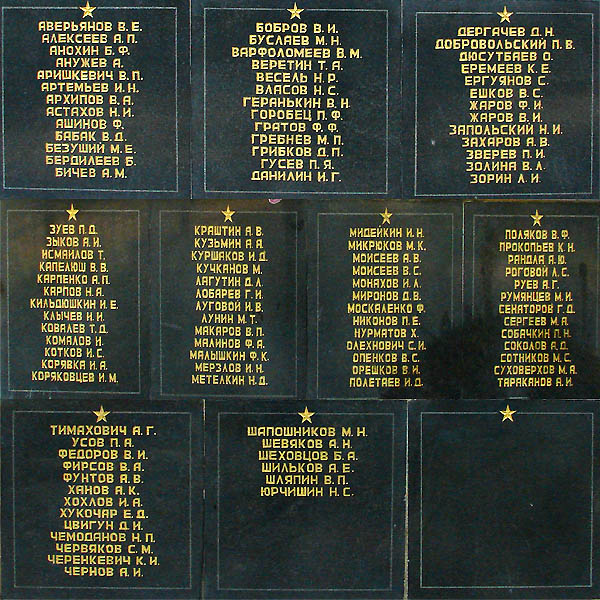 АВЕРЬЯНОВ В.Е.
АЛЕКСЕЕВ А.П.
АНОХИН Б.Ф.
АНУЖЕВ А.
АРИШКЕВИЧ В.П.
АРТЕМЬЕВ И.Н.
АРХИПОВ В.А.
АСТАХОВ Н.И.
АШИНОВ Ф.
БАБАК В.Д.
БЕЗУЩИЙ М.Е.
БЕРДИЛЕЕВ Б.
БИЧЕВ А.М.
БОБРОВ В.И.
БУСЛАЕВ М.Н.
ВАРФОЛОМЕЕВ В.М.
ВЕРЕТИН Т.А.
ВЕСЕЛЬ Н.Р.
ВЛАСОВ Н.С.
ГЕРАНЬКИН В.Н.
ГОРОБЕЦ П.Ф.
ГРАТОВ Ф.Ф.
ГРЕБНЕВ М.П.
ГРИБКОВ Д.П.
ГУСЕВ П.Я.
ДАНИЛИН И.Г.
ДЕРГАЧЕВ Д.Н.
ДОБРОВОЛЬСКИЙ П.В.
ДЮСУТБАЕВ О.
ЕРЕМЕЕВ К.Е.
ЕРГУЯНОВ С.
ЕШКОВ В.С.
ЖАРОВ Ф.И.
ЖАРОВ В.И.
ЗАПОЛЬСКИЙ Н.И.
ЗАХАРОВ А.В.
ЗВЕРЕВ П.И.
ЗОЛИНА В.Л.
ЗОРИН Л.И.
ЗУЕВ П.Д.
ЗЫКОВ А.И.
ИСМАИЛОВ Т.
КАПЕЛЮШ В.В.
КАРПЕНКО А.П.
КАРПОВ Н.А.
КИЛЬДЮШКИН И.Е.
КЛЫЧЕВ И.И.
КОВАЛЕВ Т.Д.
КОМАЛОВ И.
КОТКОВ И.С.
КОРЯВКА И.А.
КОРЯКОВЦЕВ И.М.
КРАШТИН А.В.
КУЗЬМИН А.А.
КУРШАКОВ И.Д.
КУЧКАНОВ М.
ЛАГУТИН Д.Л.
ЛОБАРЕВ Г.И.
ЛУГОВОЙ И.В.
ЛУНИН М.Т.
МАКАРОВ В.П.
МАЛИНОВ Ф.А.
МАЛЫШКИН Ф.К.
МЕРЗЛОВ И.Н.
МЕТЕЛКИН Н.Д.
МИДЕЙКИН И.Н.
МИКРЮКОВ М.К.
МОИСЕЕВ А.В.
МОИСЕЕВ В.С.
МОНАХОВ И.Л.
МИРОНОВ Д.В.
МОСКАЛЕНКО Ф.
НИКОНОВ П.Е.
НУРМАТОВ Х.
ОЛЕХНОВИЧ С.И.
ОПЕНКОВ В.С.
ОРЕШКОВ В.И.
ПОЛЕТАЕВ И.Д.
ПОЛЯКОВ В.Ф.
ПРОКОПЬЕВ К.Н.
РАНДЛА А.Ю.
РОГОВОЙ Л.С.
РУЕВ А.Г.
РУМЯНЦЕВ М.И.
СЕНАТОРОВ Г.Д.
СЕРГЕЕВ М.А.
СОБАЧКИН П.Н.
СОКОЛОВ А.Д.
СОТНИКОВ М.С.
СУХОВЕРХОВ М.А.
ТАРАКАНОВ А.И.
ТИМАХОВИЧ А.Г.
УСОВ П.А.
ФЕДОРОВ В.И.
ФИРСОВ В.А.
ФУНТОВ А.В.
ХАНОВ А.К.
ХОХЛОВ И.А.
ХУКОЧАР Е.Д.
ЦВИГУН Д.И.
ЧЕМОДАНОВ Н.П.
ЧЕРВЯКОВ С.М.
ЧЕРЕНКЕВИЧ К.И.
ЧЕРНОВ А.И.
ШАПОШНИКОВ М.Н.
ШЕВЯКОВ А.Н.
ШЕХОВЦОВ Б.А.
ШИЛЬКОВ А.Е.
ШЛЯПИН В.П.
ЮРЧИШИН Н.С.